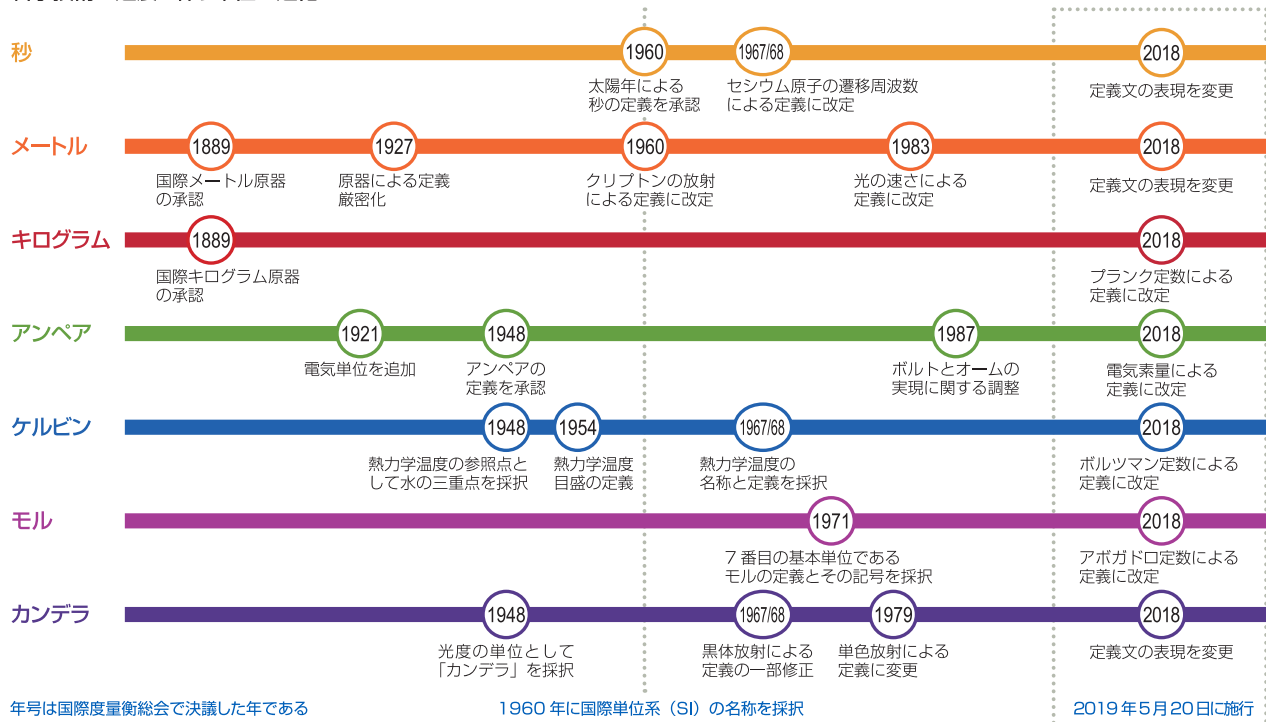 秒
1960
1967/68
2018
太陽年による
秒の定義を承認
セシウム原子の遷移周波数
による定義に改定
定義文の表現を変更
メートル
1889
1927
1960
1983
2018
国際メートル原器
の承認
原器による定義
厳密化
クリプトンの放射
による定義に改定
光の速さによる
定義に改定
定義文の表現を変更
キログラム
1889
2018
国際キログラム原器
の承認
プランク定数による
定義に改定
アンペア
1921
1948
1987
2018
電気単位を追加
アンペアの
定義を承認
ボルトとオームの
実現に関する調整
電気素量による
定義に改定
ケルビン
1948
1954
1967/68
2018
熱力学温度の参照点と
して水の三重点を採択
熱力学温度
目盛の定義
熱力学温度の
名称と定義を採択
ボルツマン定数による
定義に改定
モル
1971
2018
7番目の基本単位である
モルの定義とその記号を採択
アボガドロ定数による
定義に改定
カンデラ
1948
1967/68
1979
2018
光度の単位として
「カンデラ」を採択
黒体放射による
定義の一部修正
単色放射による
定義に変更
定義文の表現を変更
年号は国際度量衡総会で決議した年である
1960年に国際単位系（SI）の名称を採択
2019年5月20日に施行